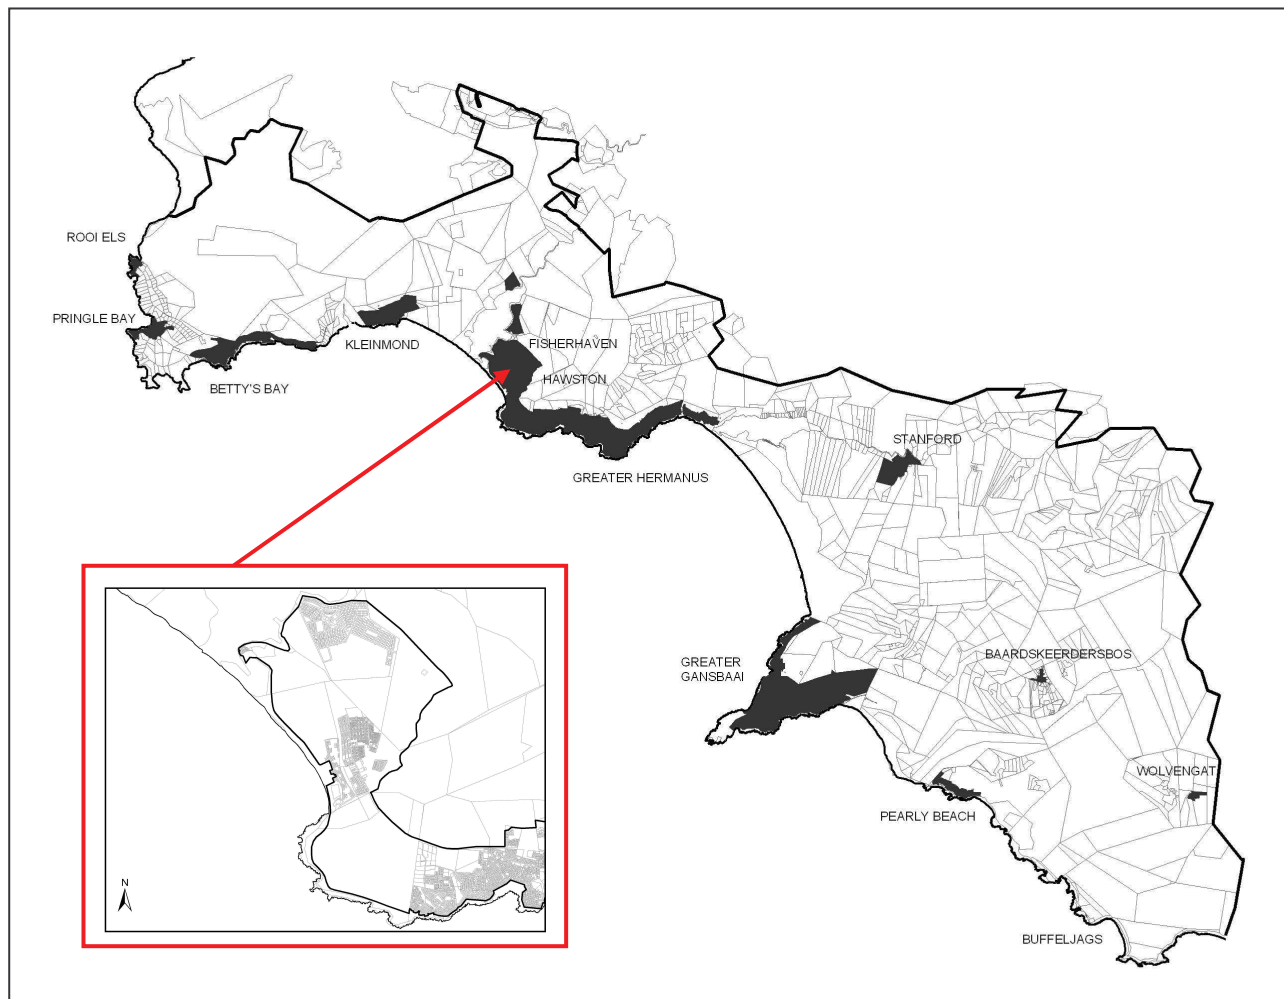 ROOI ELS
PRINGLE BAY
BETTY'S BAY
KLEINMOND
FISHERHAVEN
HAWSTON
GREATER HERMANUS
STANFORD
GREATER
GANSBAAI
BAARDSKEERDERSBOS
WOLVENGAT
PEARLY BEACH
BUFFELJAGS
N